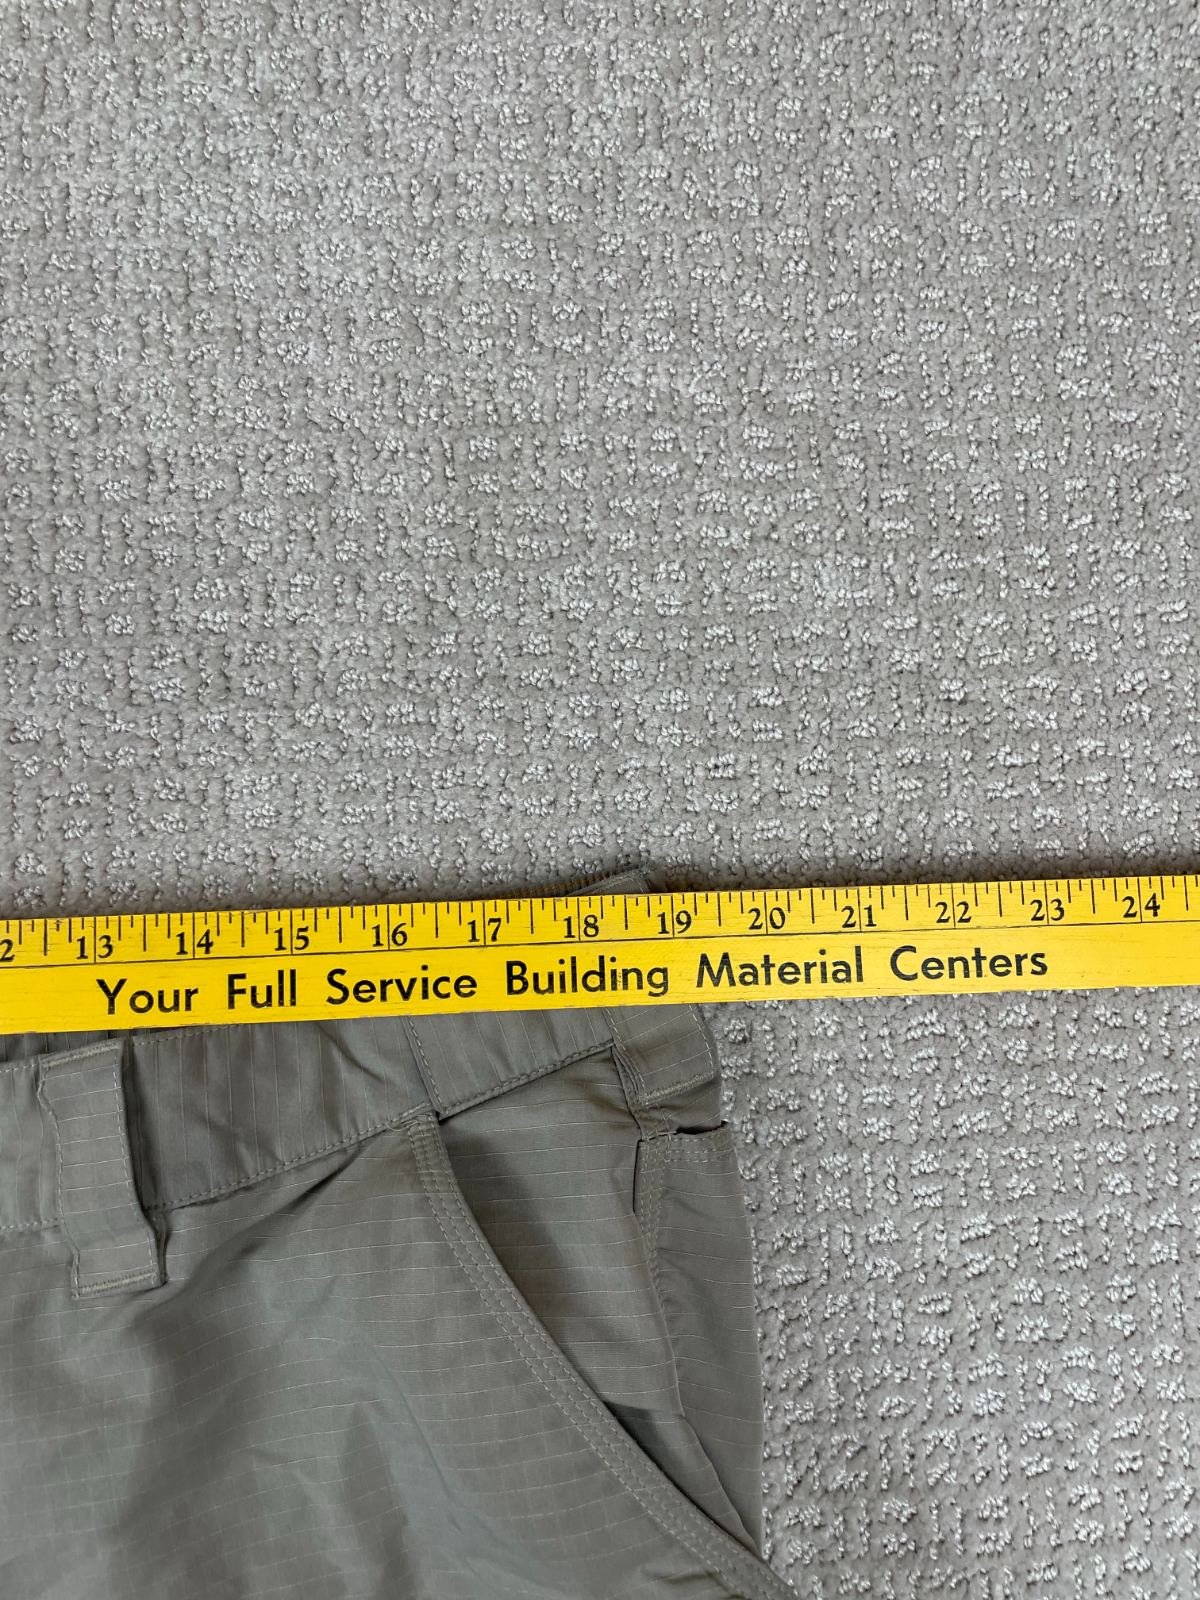 2 13 14 15 16 17 18 19 20 21 22 23 24
Your Full Service Building Material Centers